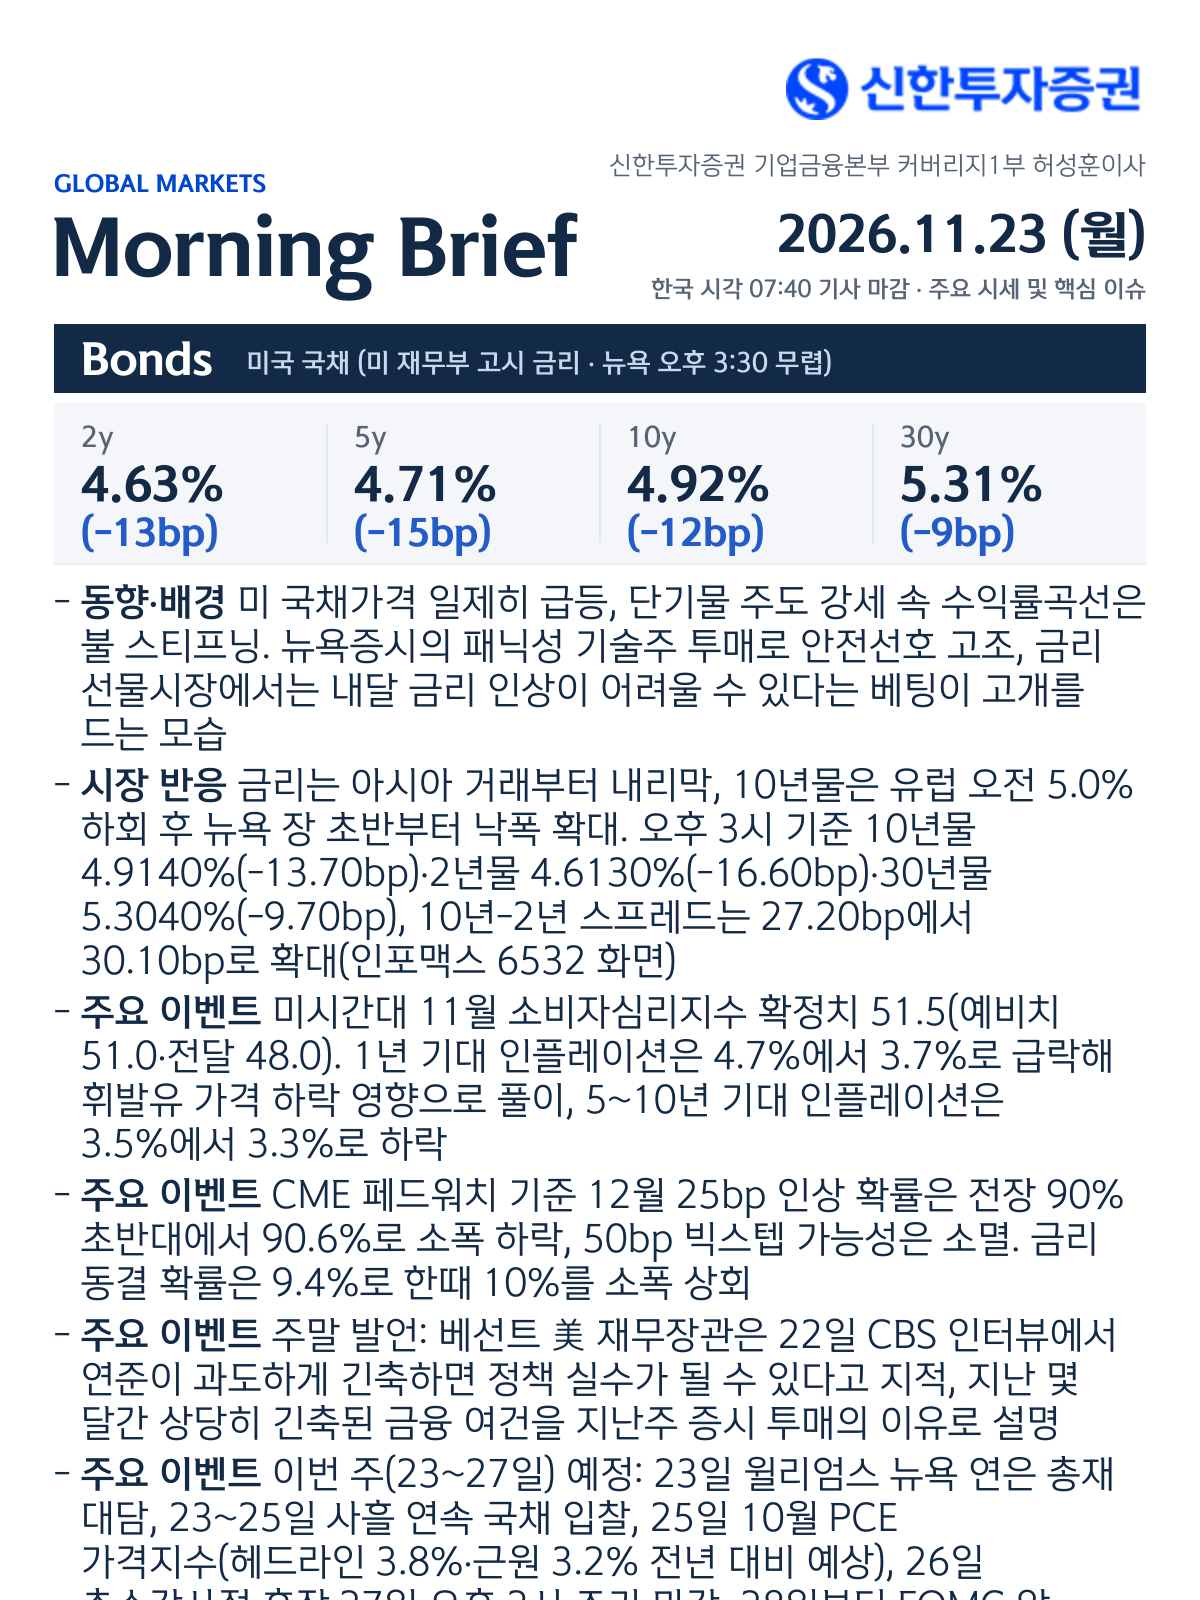 신한투자증권
신한투자증권 기업금융본부 커버리지1부 허성훈이사
GLOBAL MARKETS
Morning Brief
2026.11.23 (월)
한국 시각 07:40 기사 마감 · 주요 시세 및 핵심 이슈
Bonds 미국 국채 (미 재무부 고시 금리 · 뉴욕 오후 3:30 무렵)
2y 5y 10y 30y
4.63% 4.71% 4.92% 5.31%
(-13bp) (-15bp) (-12bp) (-9bp)
- 동향·배경 미 국채가격 일제히 급등, 단기물 주도 강세 속 수익률곡선은
불 스티프닝. 뉴욕증시의 패닉성 기술주 투매로 안전선호 고조, 금리
선물시장에서는 내달 금리 인상이 어려울 수 있다는 베팅이 고개를
드는 모습
- 시장 반응 금리는 아시아 거래부터 내리막, 10년물은 유럽 오전 5.0%
하회 후 뉴욕 장 초반부터 낙폭 확대. 오후 3시 기준 10년물
4.9140%(-13.70bp)·2년물 4.6130%(-16.60bp)·30년물
5.3040%(-9.70bp), 10년-2년 스프레드는 27.20bp에서
30.10bp로 확대(인포맥스 6532 화면)
- 주요 이벤트 미시간대 11월 소비자심리지수 확정치 51.5(예비치
51.0·전달 48.0). 1년 기대 인플레이션은 4.7%에서 3.7%로 급락해
휘발유 가격 하락 영향으로 풀이, 5~10년 기대 인플레이션은
3.5%에서 3.3%로 하락
- 주요 이벤트 CME 페드워치 기준 12월 25bp 인상 확률은 전장 90%
초반대에서 90.6%로 소폭 하락, 50bp 빅스텝 가능성은 소멸. 금리
동결 확률은 9.4%로 한때 10%를 소폭 상회
- 주요 이벤트 주말 발언: 베선트 美 재무장관은 22일 CBS 인터뷰에서
연준이 과도하게 긴축하면 정책 실수가 될 수 있다고 지적, 지난 몇
달간 상당히 긴축된 금융 여건을 지난주 증시 투매의 이유로 설명
- 주요 이벤트 이번 주(23~27일) 예정: 23일 윌리엄스 뉴욕 연은 총재
대담, 23~25일 사흘 연속 국채 입찰, 25일 10월 PCE
가격지수(헤드라인 3.8%·근원 3.2% 전년 대비 예상), 26일